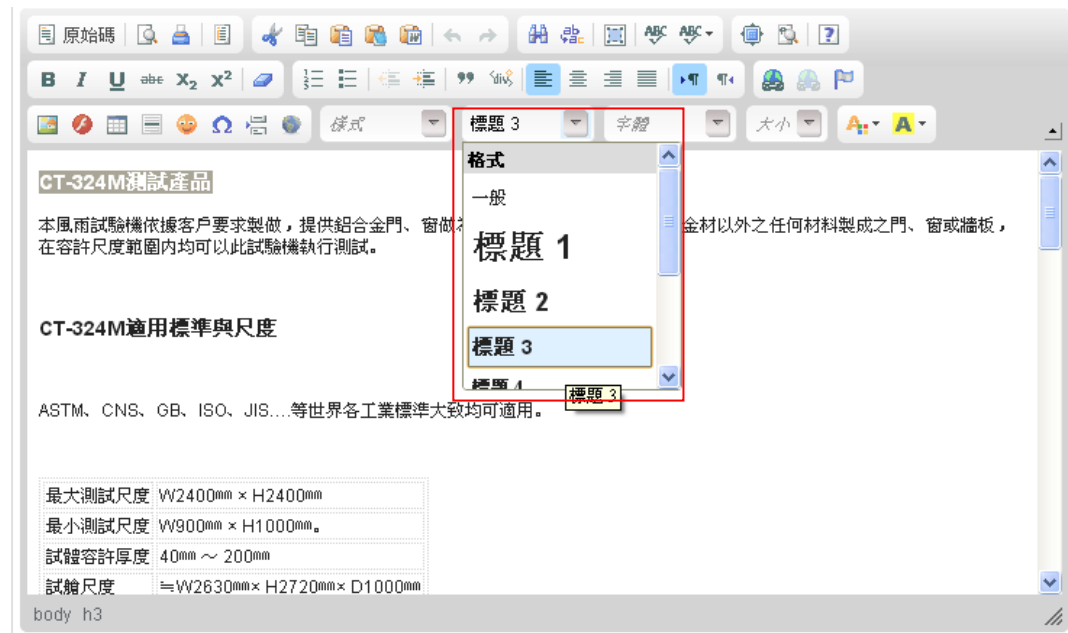 原始碼
B I U abc X₂ X²
樣式 標題 3 字體 大小
格式
一般
標題 1
標題 2
標題 3
標題 4
標題 3
CT-324M測試產品
本風雨試驗機依據客戶要求製做，提供鋁合金門、窗做
金材以外之任何材料製成之門、窗或牆板，
在容許尺度範圍內均可以此試驗機執行測試。
CT-324M適用標準與尺度
ASTM、CNS、GB、ISO、JIS....等世界各工業標準大致均可適用。
最大測試尺度 W2400㎜ × H2400㎜
最小測試尺度 W900㎜ × H1000㎜。
試體容許厚度 40㎜ ～ 200㎜
試艙尺度 ≒W2630㎜× H2720㎜× D1000㎜
body h3